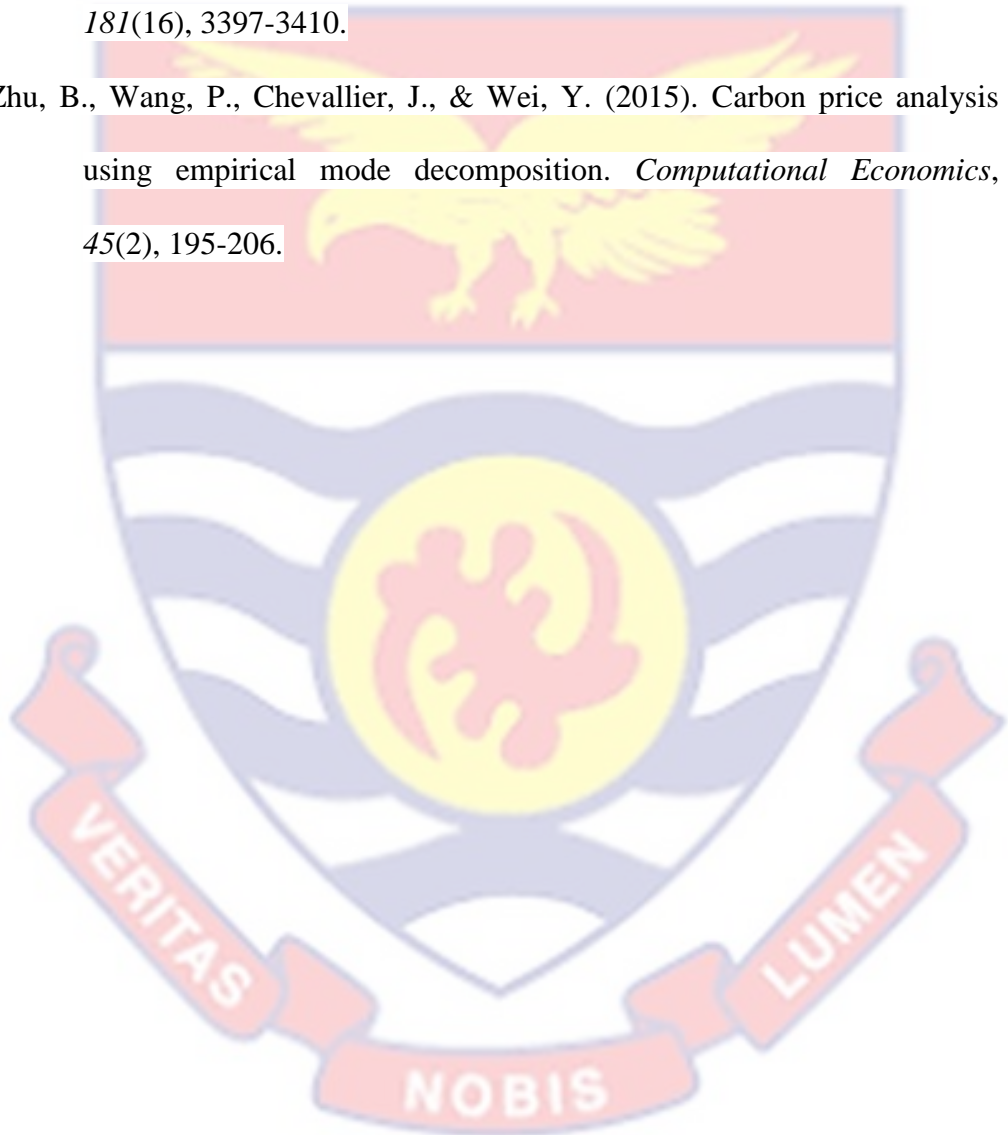 181(16), 3397-3410.
Zhu, B., Wang, P., Chevallier, J., & Wei, Y. (2015). Carbon price analysis
using empirical mode decomposition. Computational Economics,
45(2), 195-206.
VERITAS
NOBIS
LUMEN